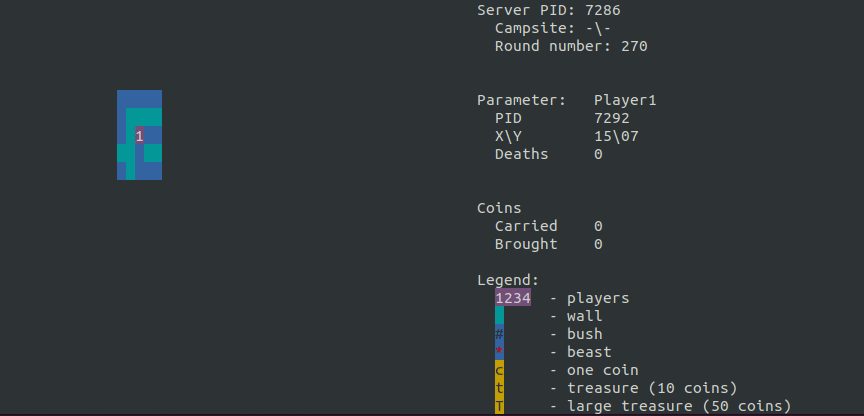 Server PID: 7286
Campsite: -\-
Round number: 270
1
Parameter: Player1
PID 7292
X\Y 15\07
Deaths 0
Coins
Carried 0
Brought 0
Legend:
1234 - players
- wall
# - bush
* - beast
c - one coin
t - treasure (10 coins)
T - large treasure (50 coins)